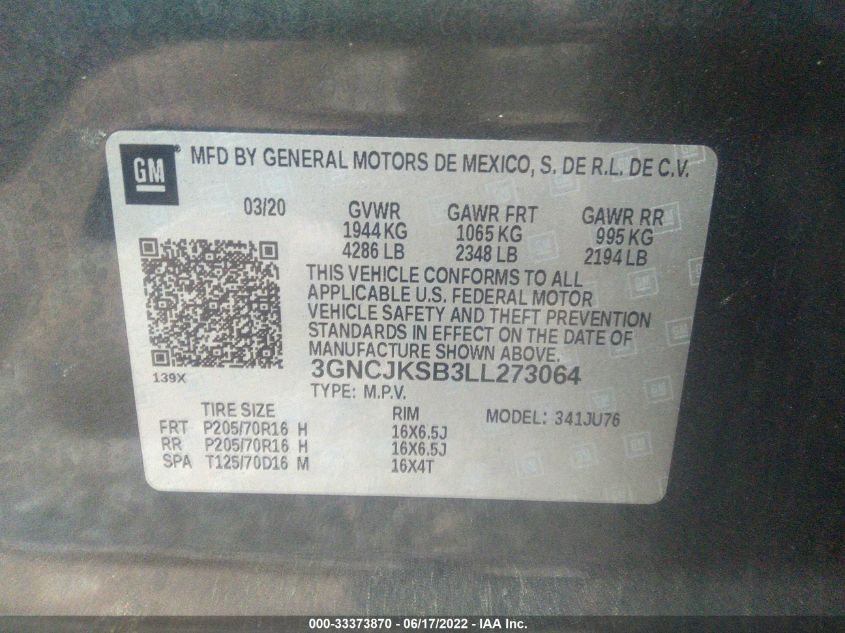 GM® MFD BY GENERAL MOTORS DE MEXICO, S. DE R.L. DE C.V.
03/20 GVWR GAWR FRT GAWR RR
1944 KG 1065 KG 995 KG
4286 LB 2348 LB 2194 LB
THIS VEHICLE CONFORMS TO ALL
APPLICABLE U.S. FEDERAL MOTOR
VEHICLE SAFETY AND THEFT PREVENTION
STANDARDS IN EFFECT ON THE DATE OF
MANUFACTURE SHOWN ABOVE.
139X
3GNCJKSB3LL273064
TYPE: M.P.V.
TIRE SIZE RIM MODEL: 341JU76
FRT P205/70R16 H 16X6.5J
RR P205/70R16 H 16X6.5J
SPA T125/70D16 M 16X4T
000-33373870 - 06/17/2022 - IAA Inc.